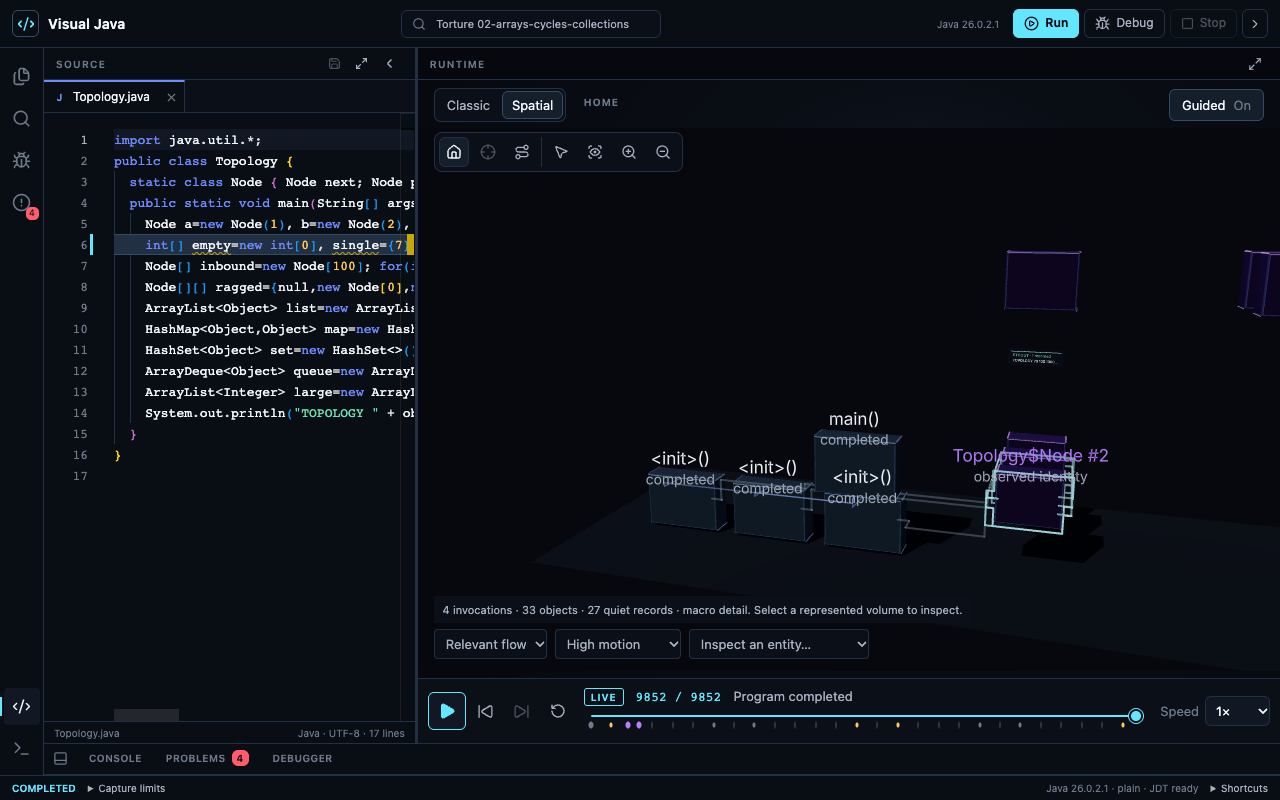 Visual Java
Torture 02-arrays-cycles-collections
Java 26.0.2.1
Run
Debug
Stop
SOURCE
RUNTIME
J Topology.java
Classic
Spatial
HOME
Guided On
1 import java.util.*;
2 public class Topology {
3 static class Node { Node next; Node
4 public static void main(String[] args
5 Node a=new Node(1), b=new Node(2),
6 int[] empty=new int[0], single={7}
7 Node[] inbound=new Node[100]; for(
8 Node[][] ragged={null,new Node[0],
9 ArrayList<Object> list=new ArrayLis
10 HashMap<Object,Object> map=new Hash
11 HashSet<Object> set=new HashSet<>(
12 ArrayDeque<Object> queue=new ArrayD
13 ArrayList<Integer> large=new ArrayL
14 System.out.println("TOPOLOGY " + ob
15 }
16 }
17
4
main()
completed
<init>()
completed
<init>()
completed
<init>()
completed
Topology$Node #2
observed identity
4 invocations · 33 objects · 27 quiet records · macro detail. Select a represented volume to inspect.
Relevant flow
High motion
Inspect an entity...
LIVE
9852 / 9852
Program completed
Speed
1×
Topology.java
Java · UTF-8 · 17 lines
CONSOLE
PROBLEMS 4
DEBUGGER
COMPLETED
Capture limits
Java 26.0.2.1 · plain · JDT ready
Shortcuts